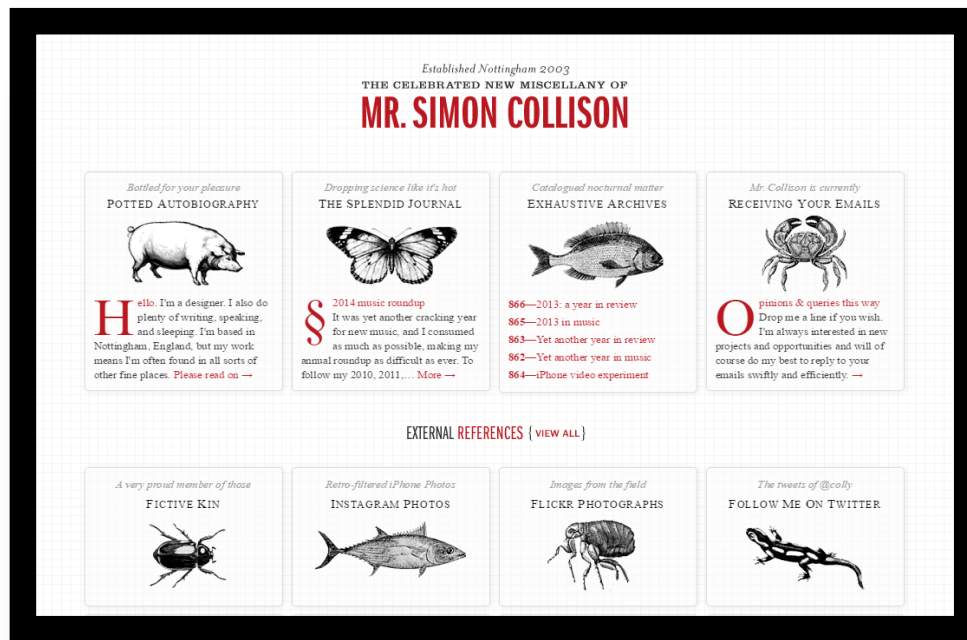 Established Nottingham 2003
THE CELEBRATED NEW MISCELLANY OF
MR. SIMON COLLISON
Bottled for your pleasure
POTTED AUTOBIOGRAPHY
Hello. I'm a designer. I also do
plenty of writing, speaking,
and sleeping. I'm based in
Nottingham, England, but my work
means I'm often found in all sorts of
other fine places. Please read on →
Dropping science like it's hot
THE SPLENDID JOURNAL
§ 2014 music roundup
It was yet another cracking year
for new music, and I consumed
as much as possible, making my
annual roundup as difficult as ever. To
follow my 2010, 2011,… More →
Catalogued nocturnal matter
EXHAUSTIVE ARCHIVES
866—2013: a year in review
865—2013 in music
863—Yet another year in review
862—Yet another year in music
864—iPhone video experiment
Mr. Collison is currently
RECEIVING YOUR EMAILS
Opinions & queries this way
Drop me a line if you wish.
I'm always interested in new
projects and opportunities and will of
course do my best to reply to your
emails swiftly and efficiently. →
EXTERNAL REFERENCES { VIEW ALL }
A very proud member of those
FICTIVE KIN
Retro-filtered iPhone Photos
INSTAGRAM PHOTOS
Images from the field
FLICKR PHOTOGRAPHS
The tweets of @colly
FOLLOW ME ON TWITTER